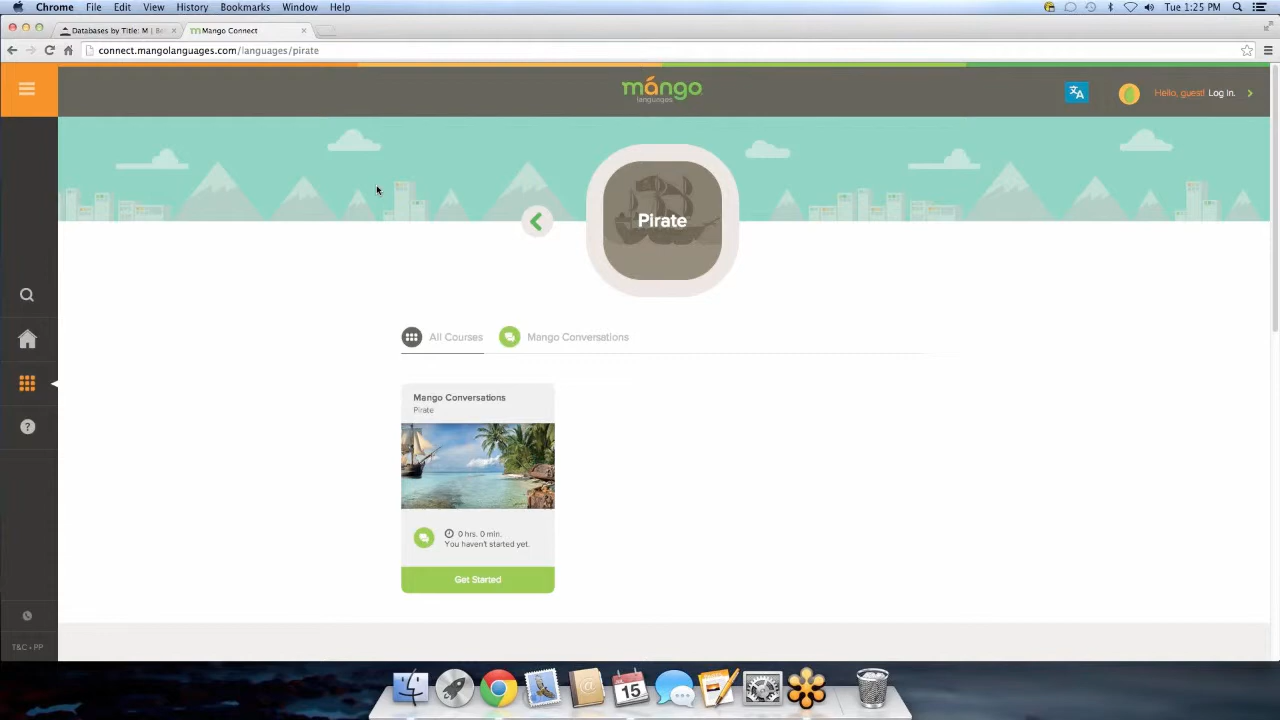 Chrome File Edit View History Bookmarks Window Help Tue 1:25 PM
Databases by Title: M | Be
Mango Connect
connect.mangolanguages.com/languages/pirate
mango
languages
Hello, guest! Log in.
Pirate
All Courses
Mango Conversations
Mango Conversations
Pirate
0 hrs. 0 min.
You haven't started yet.
Get Started
T&C + PP
15